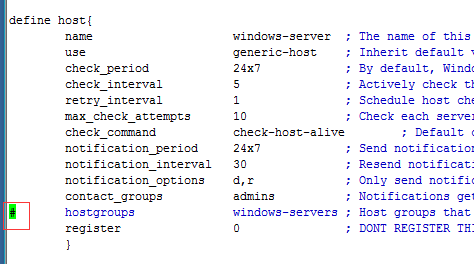 define host{
name windows-server ; The name of this
use generic-host ; Inherit default
check_period 24x7 ; By default, Wind
check_interval 5 ; Actively check th
retry_interval 1 ; Schedule host che
max_check_attempts 10 ; Check each server
check_command check-host-alive ; Default c
notification_period 24x7 ; Send notification
notification_interval 30 ; Resend notificati
notification_options d,r ; Only send notific
contact_groups admins ; Notifications get
# hostgroups windows-servers ; Host groups that
register 0 ; DONT REGISTER THI
}